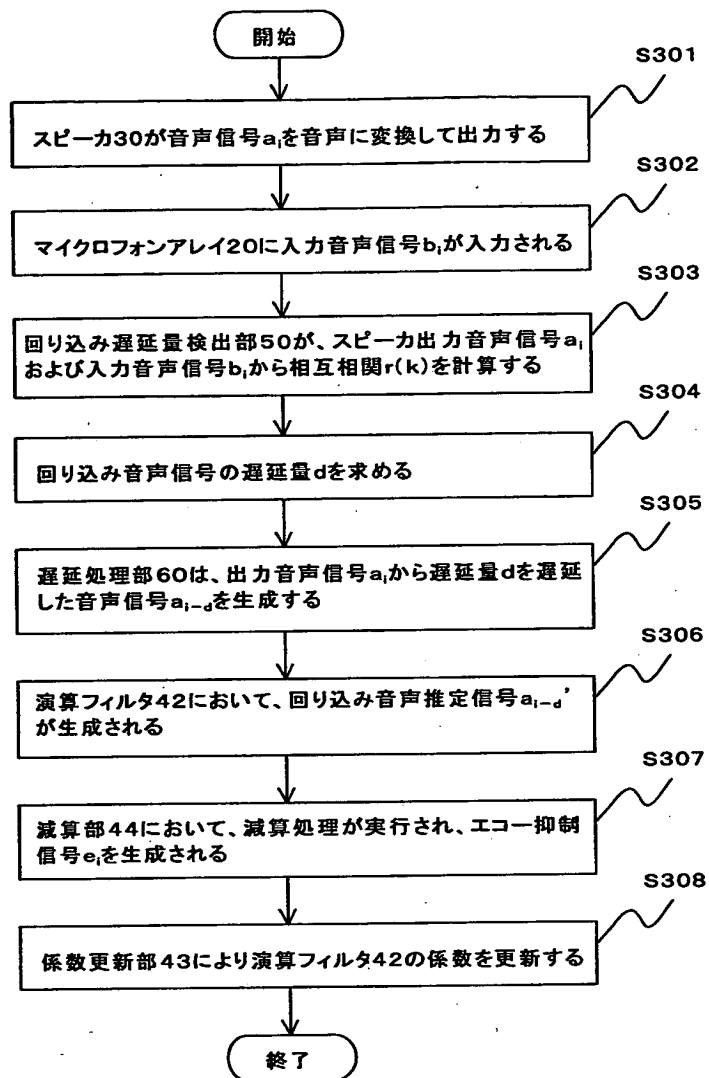 開始
S301
スピーカ30が音声信号aᵢを音声に変換して出力する
S302
マイクロフォンアレイ20に入力音声信号bᵢが入力される
S303
回り込み遅延量検出部50が、スピーカ出力音声信号aᵢ
および入力音声信号bᵢから相互相関r(k)を計算する
S304
回り込み音声信号の遅延量dを求める
S305
遅延処理部60は、出力音声信号aᵢから遅延量dを遅延
した音声信号aᵢ₋dを生成する
S306
演算フィルタ42において、回り込み音声推定信号aᵢ₋d'
が生成される
S307
減算部44において、減算処理が実行され、エコー抑制
信号eᵢを生成される
S308
係数更新部43により演算フィルタ42の係数を更新する
終了